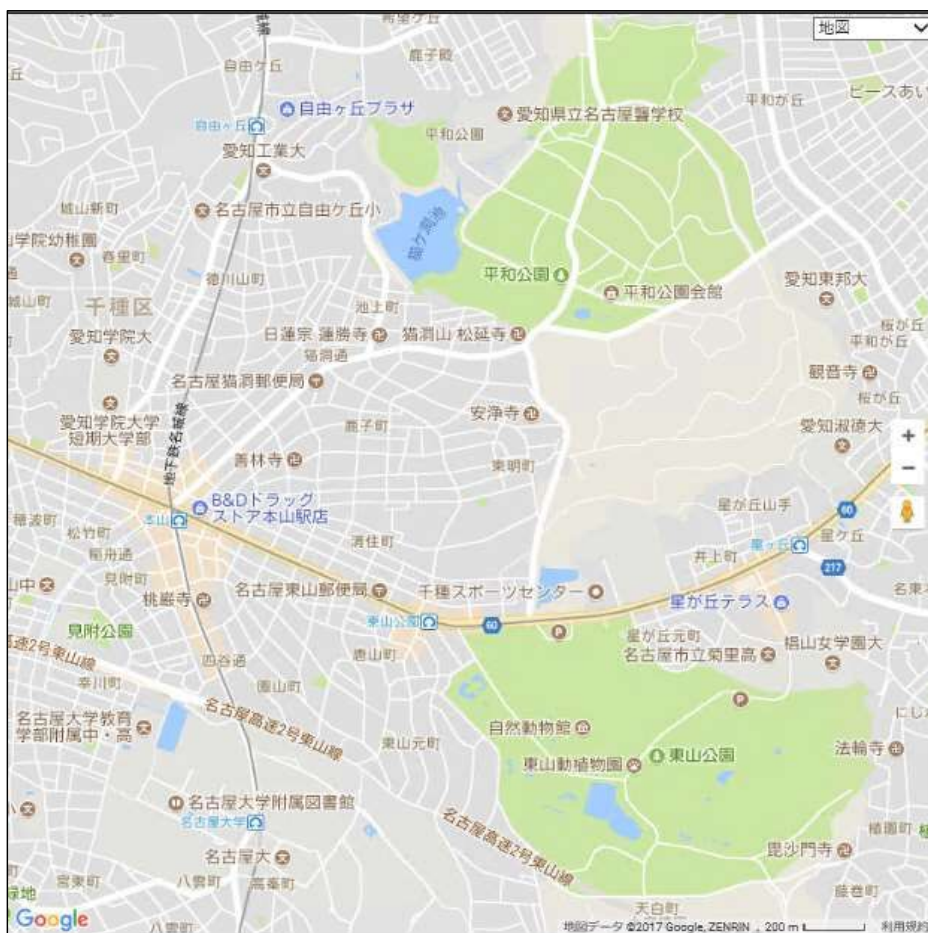 希望ケ丘
地図
自由ケ丘
鹿子殿
平和が丘
ピースあい
自由ヶ丘プラザ
愛知県立名古屋聾学校
自由ヶ丘
平和公園
愛知工業大
城山新町
名古屋市立自由ケ丘小
猫ケ洞池
山学院幼稚園
春里町
徳川山町
平和公園
平和公園会館
愛知東邦大
城山町
千種区
池上町
桜が丘
平和が丘
愛知学院大
日蓮宗 蓮勝寺
猫洞山 松延寺
猫洞通
名古屋猫洞郵便局
観音寺
桜が丘
愛知学院大学
短期大学部
鹿子町
安浄寺
愛知淑徳大
地下鉄名城線
善林寺
東明町
B&Dドラッグ
ストア本山駅店
星が丘山手
60
穂波町
本山
松竹町
清住町
井上町
星ヶ丘
星ケ丘
稲舟通
217
山中
見附町
名古屋東山郵便局
千種スポーツセンター
名東本
桃巌寺
星が丘テラス
見附公園
東山公園
60
星が丘元町
高速2号東山線
唐山町
名古屋市立菊里高
椙山女学園大
四谷通
幸川町
園山町
名古屋高速2号東山線
名古屋大学教育
学部附属中・高
東山元町
自然動物館
にじ
東山動植物園
東山公園
法輪寺
名古屋大学附属図書館
名古屋大学
名古屋高速2号東山線
植園町
名古屋大
毘沙門寺
宮東町
八雲町
高峯町
緑地
藤巻町
天白町
Google
八雲町
地図データ ©2017 Google, ZENRIN
200 m
利用規約